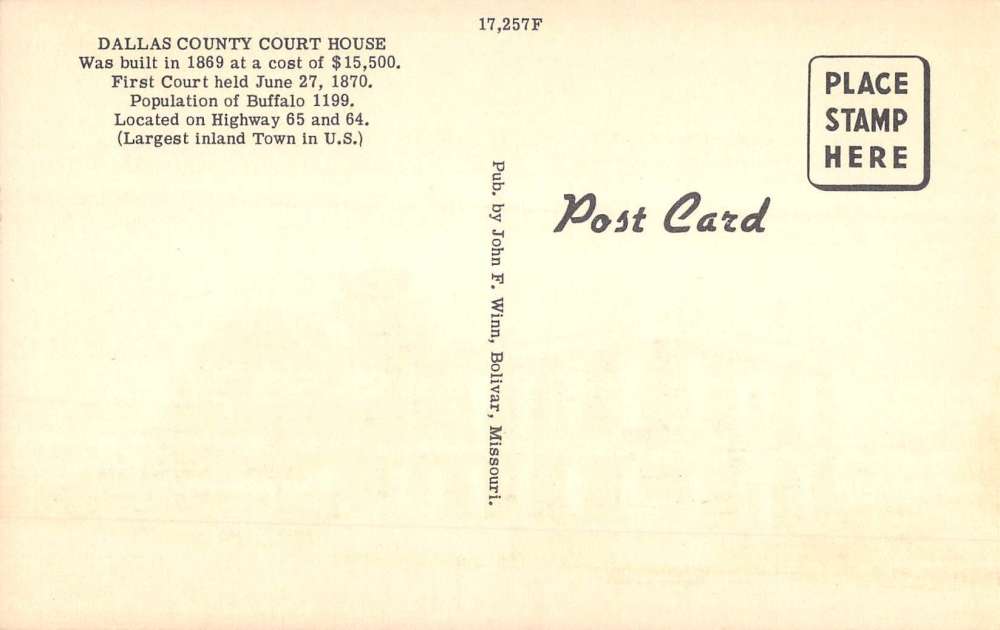 17,257F
DALLAS COUNTY COURT HOUSE
Was built in 1869 at a cost of $15,500.
First Court held June 27, 1870.
Population of Buffalo 1199.
Located on Highway 65 and 64.
(Largest inland Town in U.S.)
Pub. by John F. Winn, Bolivar, Missouri.
Post Card
PLACE
STAMP
HERE